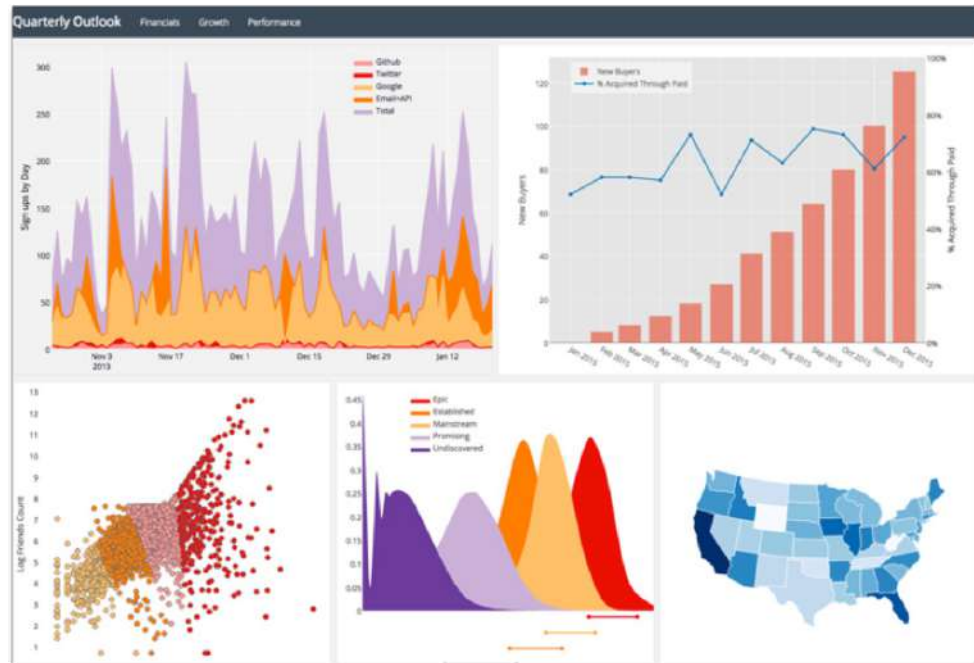 Quarterly Outlook Financials Growth Performance
Github
Twitter
Google
Email+API
Total
Sign ups by Day
300
250
200
150
100
50
0
Nov 3
2013
Nov 17
Dec 1
Dec 15
Dec 29
Jan 12
New Buyers
% Acquired Through Paid
New Buyers
120
100
80
60
40
20
0
100%
80%
60%
40%
20%
0%
% Acquired Through Paid
Jan 2015
Feb 2015
Mar 2015
Apr 2015
May 2015
Jun 2015
Jul 2015
Aug 2015
Sep 2015
Oct 2015
Nov 2015
Dec 2015
Log Friends Count
13
12
11
10
9
8
7
6
5
4
3
2
1
Epic
Established
Mainstream
Promising
Undiscovered
0.45
0.4
0.35
0.3
0.25
0.2
0.15
0.1
0.05
0